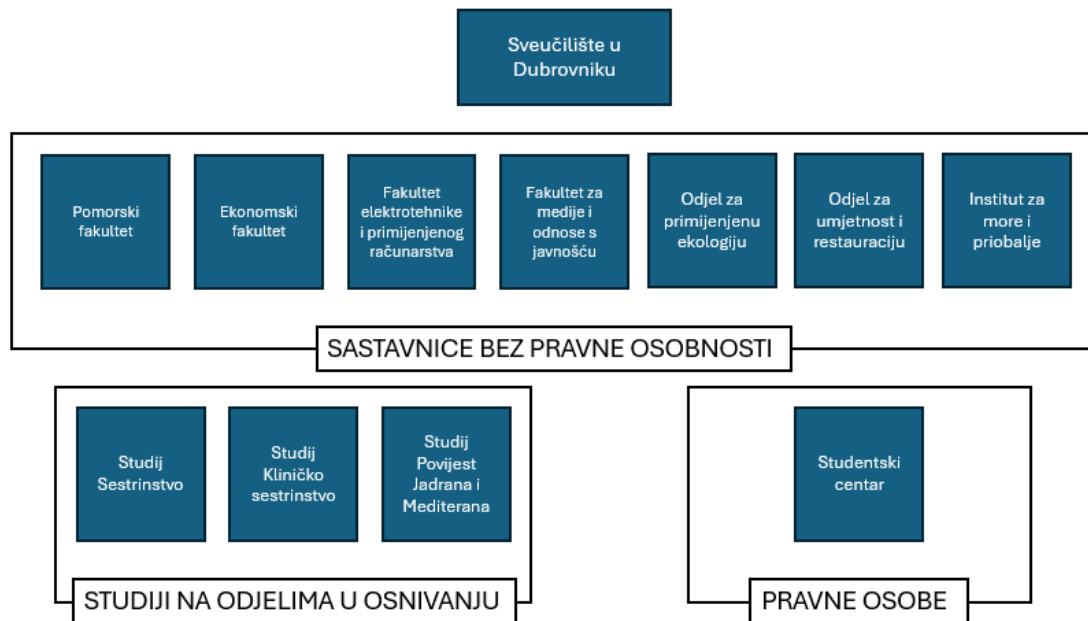 Sveučilište u
Dubrovniku
Pomorski
fakultet
Ekonomski
fakultet
Fakultet
elektrotehnike
i primijenjenog
računarstva
Fakultet za
medije i
odnose s
javnošću
Odjel za
primijenjenu
ekologiju
Odjel za
umjetnost i
restauraciju
Institut za
more i
priobalje
SASTAVNICE BEZ PRAVNE OSOBNOSTI
Studij
Sestrinstvo
Studij
Kliničko
sestrinstvo
Studij
Povijest
Jadrana i
Mediterana
STUDIJI NA ODJELIMA U OSNIVANJU
Studentski
centar
PRAVNE OSOBE